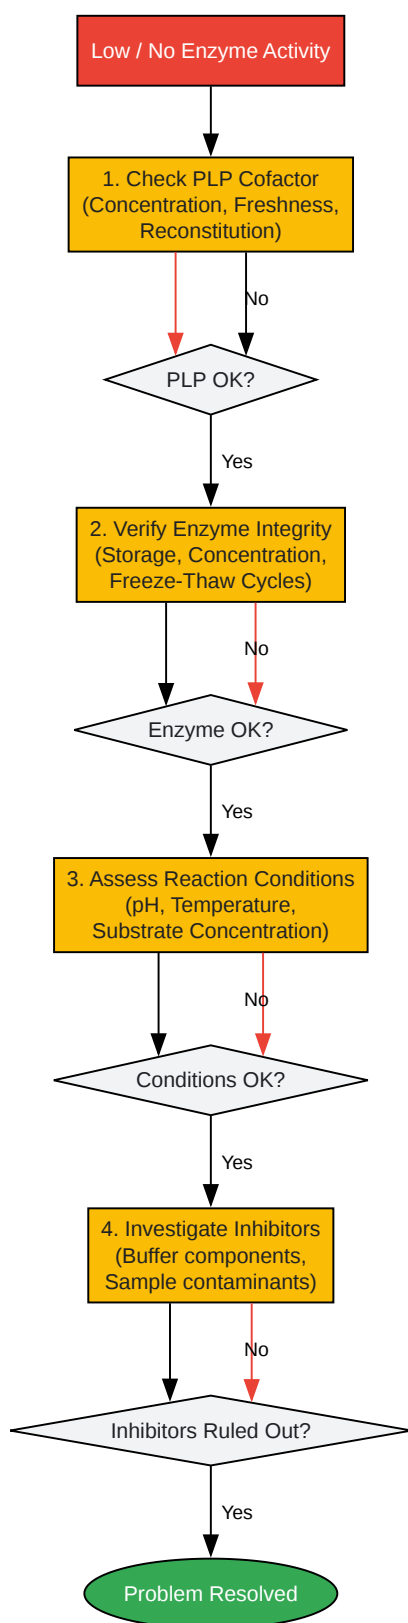 Low / No Enzyme Activity
1. Check PLP Cofactor
(Concentration, Freshness,
Reconstitution)
No
PLP OK?
Yes
2. Verify Enzyme Integrity
(Storage, Concentration,
Freeze-Thaw Cycles)
No
Enzyme OK?
Yes
3. Assess Reaction Conditions
(pH, Temperature,
Substrate Concentration)
No
Conditions OK?
Yes
4. Investigate Inhibitors
(Buffer components,
Sample contaminants)
No
Inhibitors Ruled Out?
Yes
Problem Resolved